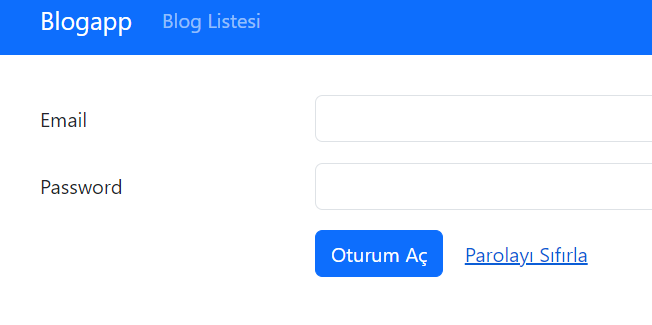 Blogapp Blog Listesi
Email
Password
Oturum Aç Parolayı Sıfırla